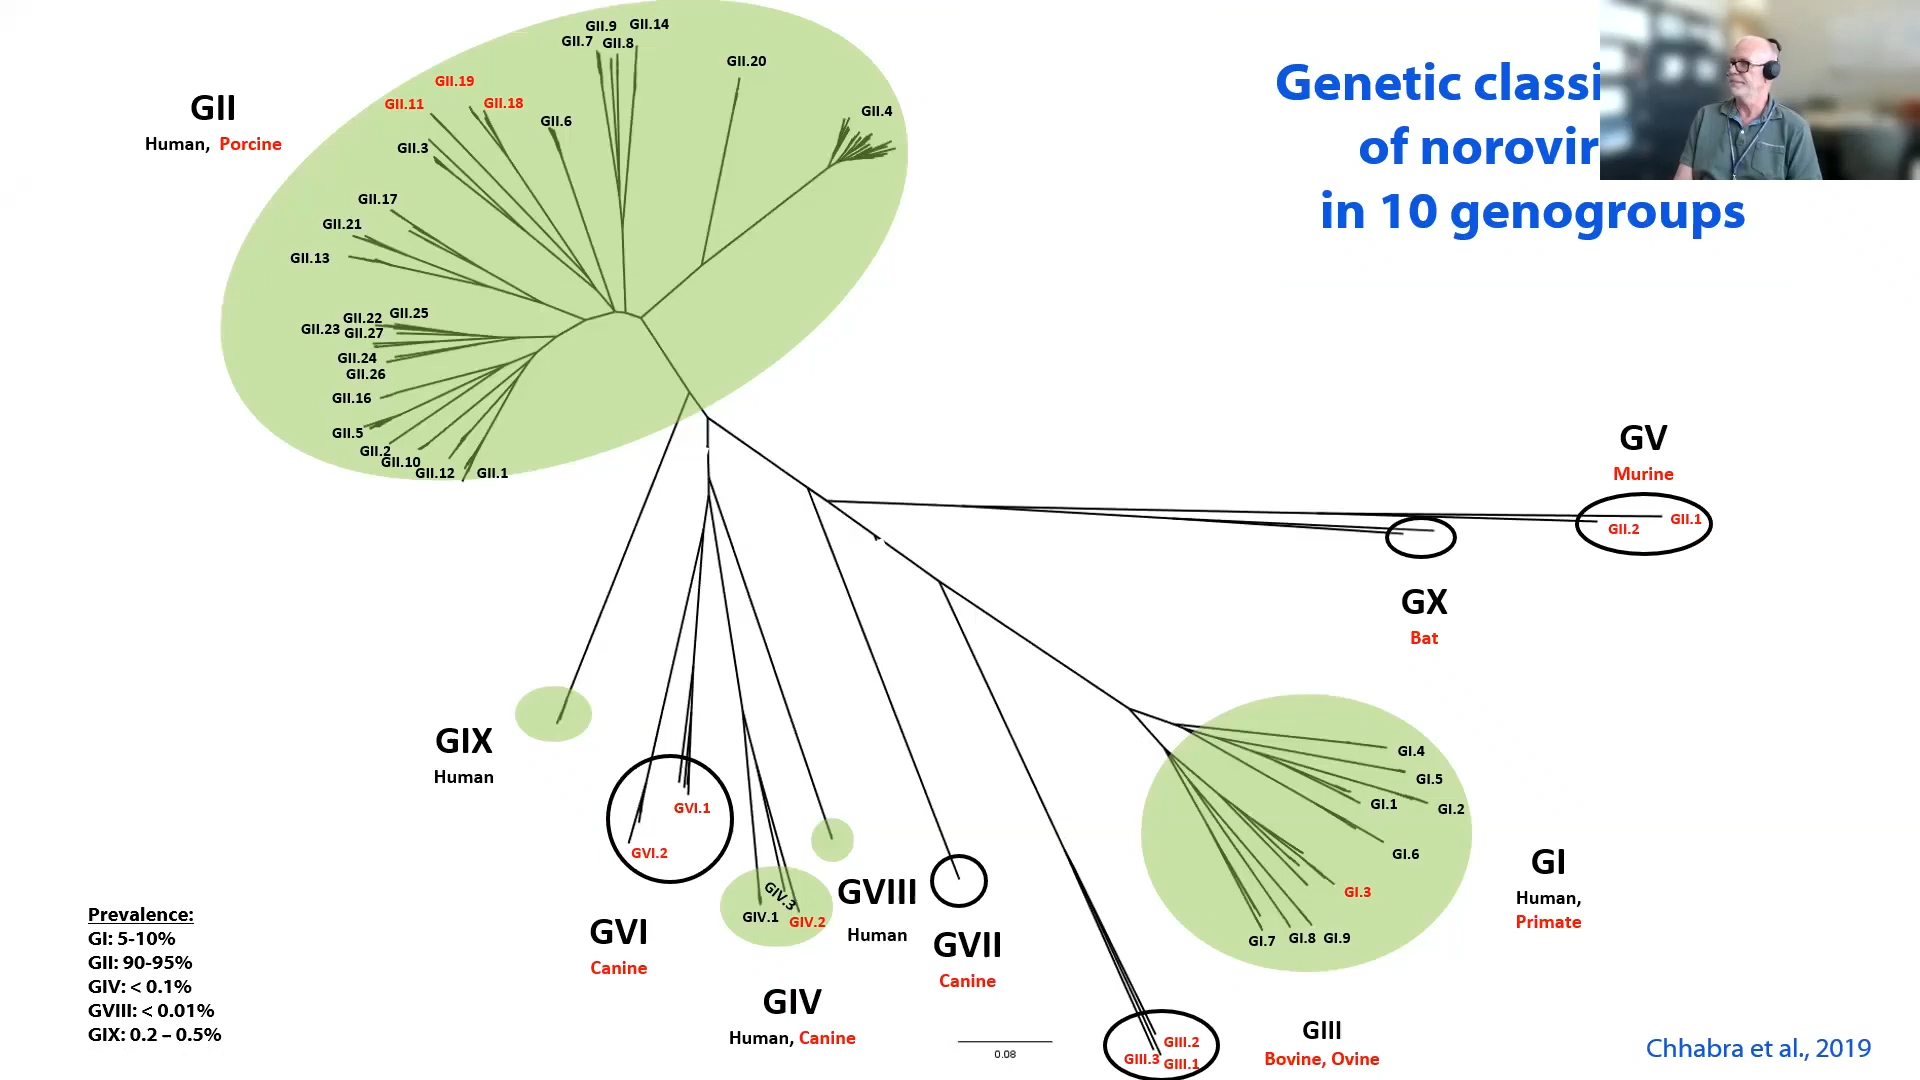 Genetic classi
of norovir
in 10 genogroups
GII
Human, Porcine
GII.9 GII.14
GII.7 GII.8
GII.20
GII.19
GII.11 GII.18
GII.4
GII.6
GII.3
GII.17
GII.21
GII.13
GII.22 GII.25
GII.23 GII.27
GII.24
GII.26
GII.16
GII.5
GII.2
GII.10
GII.12 GII.1
GV
Murine
GII.1
GII.2
GX
Bat
GIX
Human
GVI.1
GVI.2
GVI
Canine
GIV.3
GIV.1 GIV.2
GIV
Human, Canine
GVIII
Human
GVII
Canine
GI.4
GI.5
GI.1 GI.2
GI.6
GI.3
GI.7 GI.8 GI.9
GI
Human,
Primate
GIII.2
GIII.3 GIII.1
GIII
Bovine, Ovine
0.08
Prevalence:
GI: 5-10%
GII: 90-95%
GIV: < 0.1%
GVIII: < 0.01%
GIX: 0.2 – 0.5%
Chhabra et al., 2019